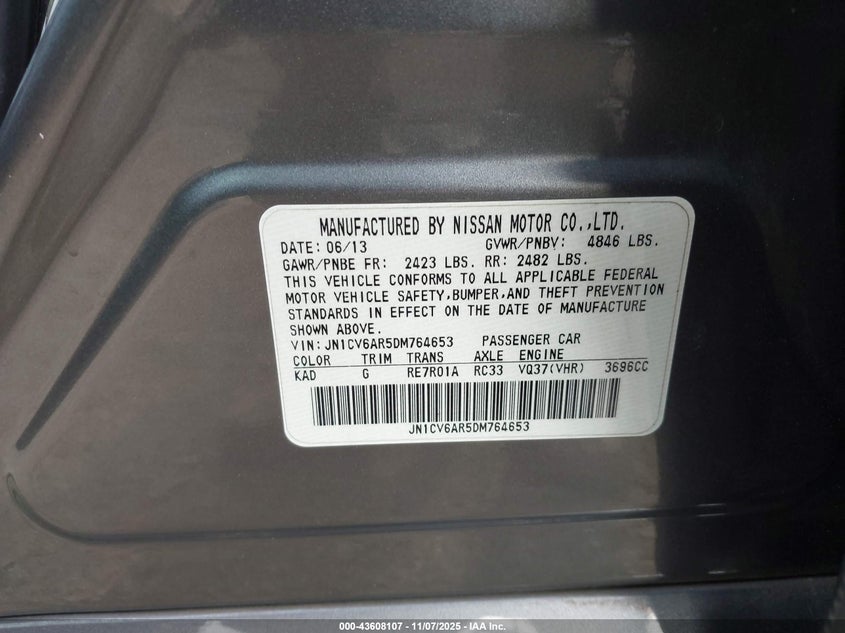 MANUFACTURED BY NISSAN MOTOR CO.,LTD.
DATE: 06/13 GVWR/PNBV: 4846 LBS.
GAWR/PNBE FR: 2423 LBS. RR: 2482 LBS.
THIS VEHICLE CONFORMS TO ALL APPLICABLE FEDERAL
MOTOR VEHICLE SAFETY,BUMPER,AND THEFT PREVENTION
STANDARDS IN EFFECT ON THE DATE OF MANUFACTURE
SHOWN ABOVE.
VIN: JN1CV6AR5DM764653 PASSENGER CAR
COLOR TRIM TRANS AXLE ENGINE
KAD G RE7R01A RC33 VQ37(VHR) 3696CC
JN1CV6AR5DM764653
000-43608107 - 11/07/2025 - IAA Inc.